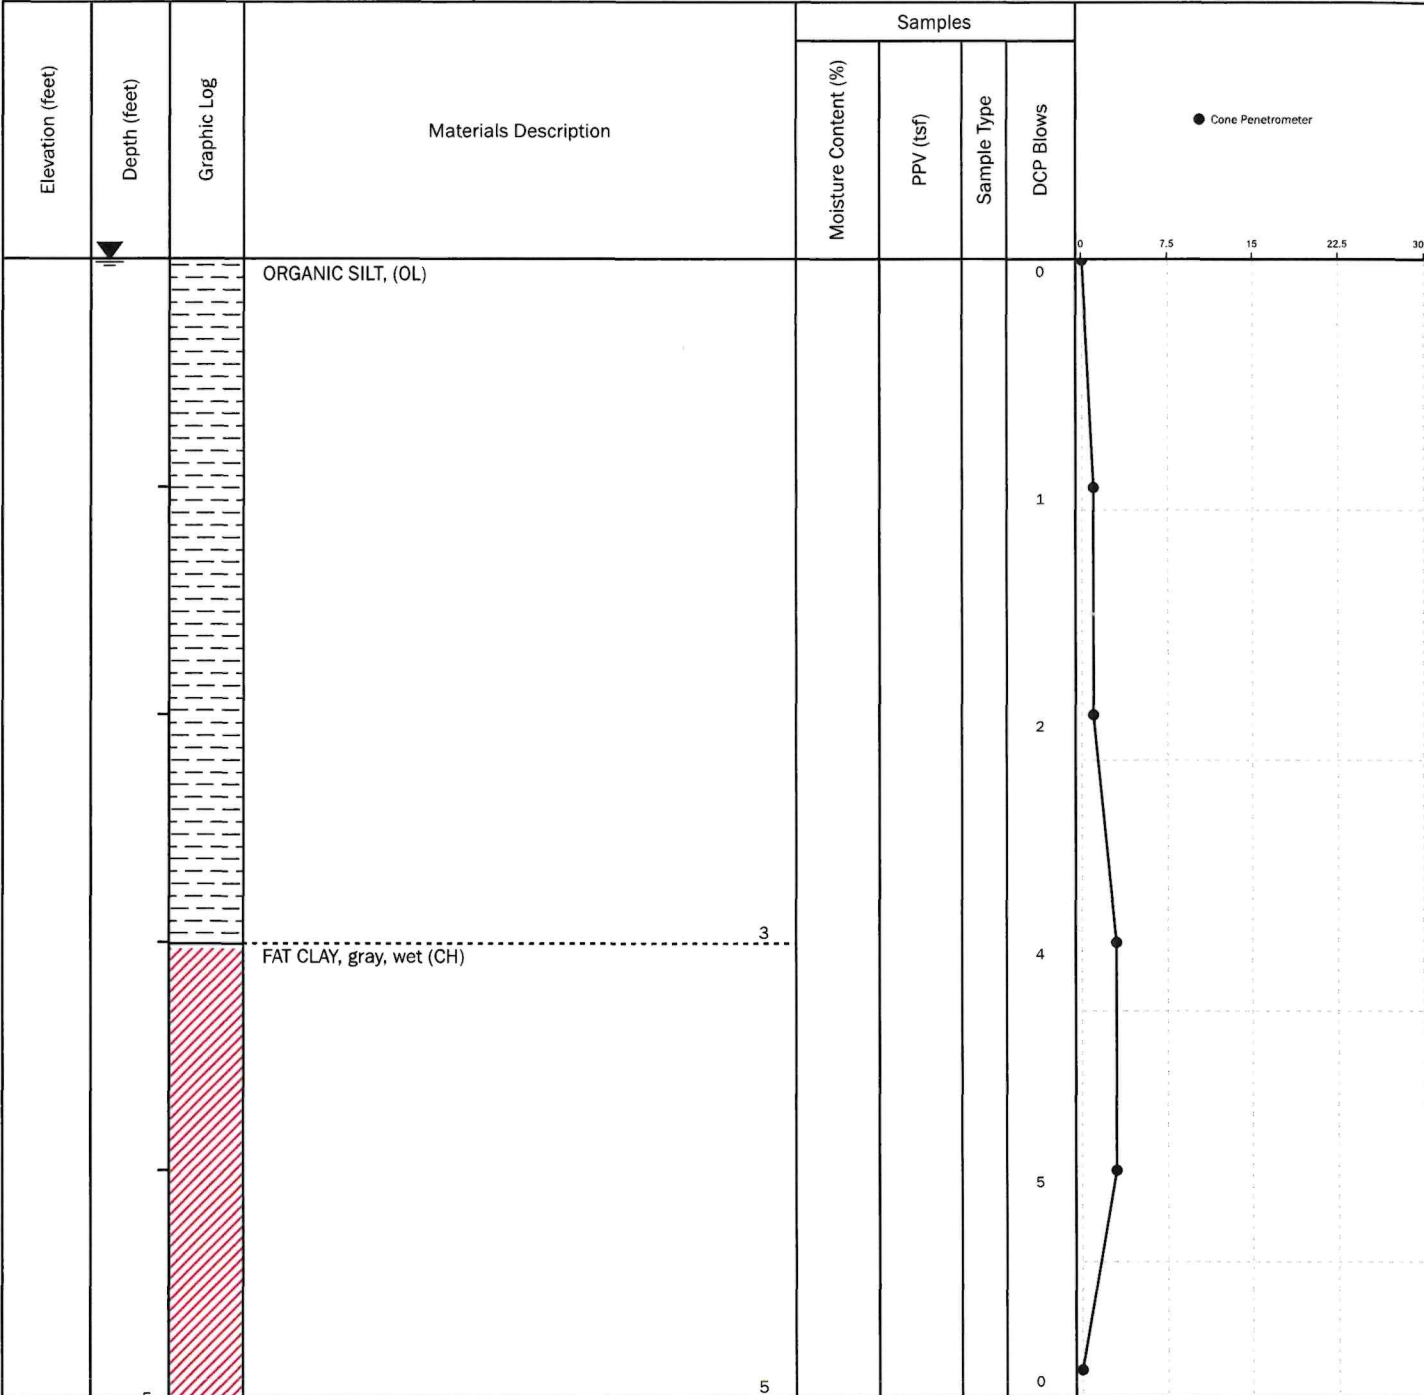 Samples
Elevation (feet)
Depth (feet)
Graphic Log
Materials Description
Moisture Content (%)
PPV (tsf)
Sample Type
DCP Blows
Cone Penetrometer
0 7.5 15 22.5 30
ORGANIC SILT, (OL)
0
1
2
3
FAT CLAY, gray, wet (CH)
4
5
0
5